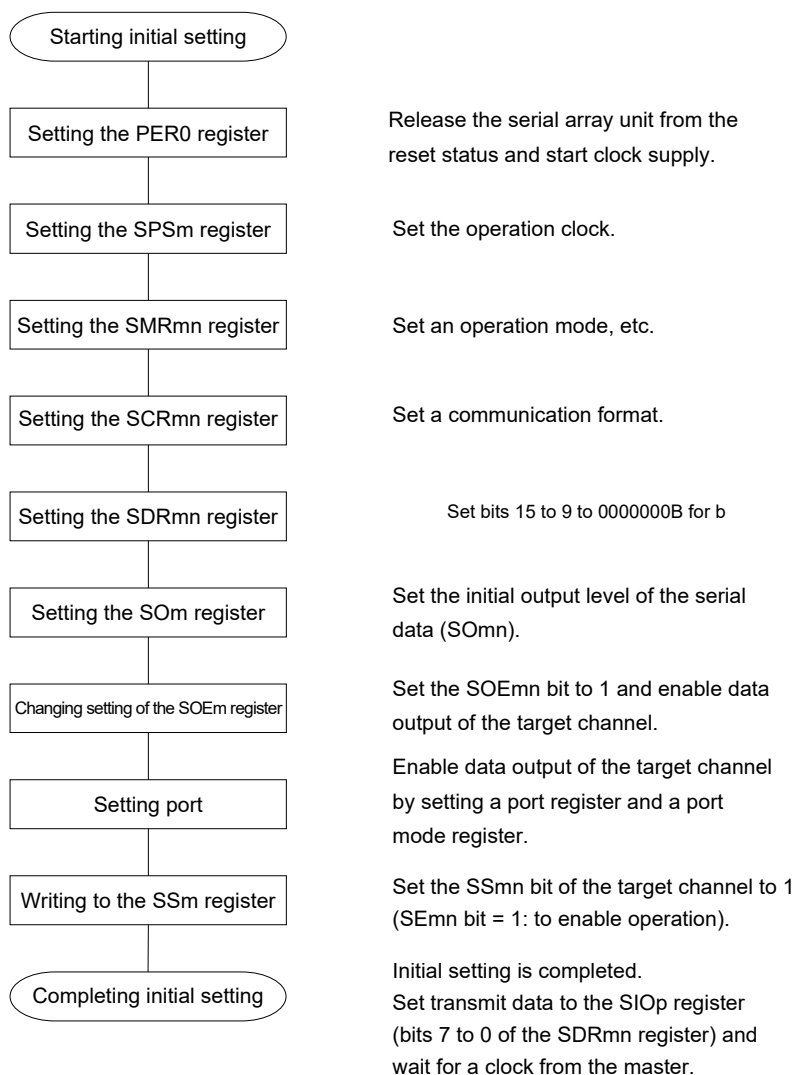 Starting initial setting
Setting the PER0 register
Release the serial array unit from the
reset status and start clock supply.
Setting the SPSm register
Set the operation clock.
Setting the SMRmn register
Set an operation mode, etc.
Setting the SCRmn register
Set a communication format.
Setting the SDRmn register
Set bits 15 to 9 to 0000000B for b
Setting the SOm register
Set the initial output level of the serial
data (SOmn).
Changing setting of the SOEm register
Set the SOEmn bit to 1 and enable data
output of the target channel.
Setting port
Enable data output of the target channel
by setting a port register and a port
mode register.
Writing to the SSm register
Set the SSmn bit of the target channel to 1
(SEmn bit = 1: to enable operation).
Completing initial setting
Initial setting is completed.
Set transmit data to the SIOp register
(bits 7 to 0 of the SDRmn register) and
wait for a clock from the master.